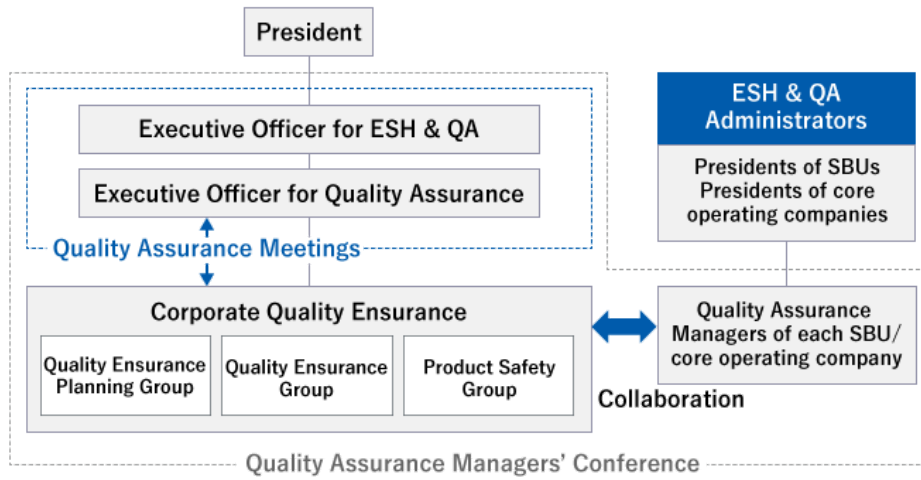 President
ESH & QA
Administrators
Executive Officer for ESH & QA
Presidents of SBUs
Presidents of core
operating companies
Executive Officer for Quality Assurance
Quality Assurance Meetings
Corporate Quality Ensurance
Quality Ensurance
Planning Group
Quality Ensurance
Group
Product Safety
Group
Quality Assurance
Managers of each SBU/
core operating company
Collaboration
Quality Assurance Managers’ Conference